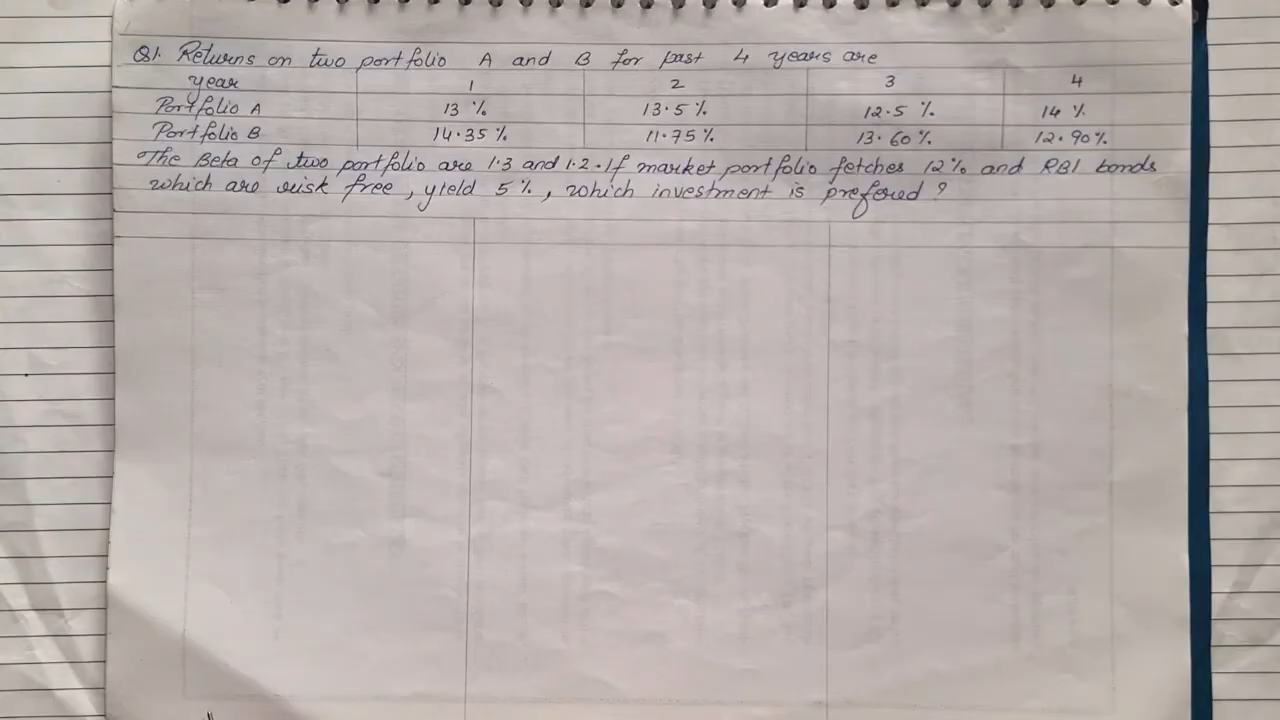 Q1. Returns on two portfolio A and B for past 4 years are
year 1 2 3 4
Portfolio A 13 % 13.5 % 12.5 % 14 %
Portfolio B 14.35 % 11.75 % 13.60 % 12.90 %
The Beta of two portfolio are 1.3 and 1.2. If market portfolio fetches 12 % and RBI bonds
which are risk free, yield 5 %, which investment is prefered ?